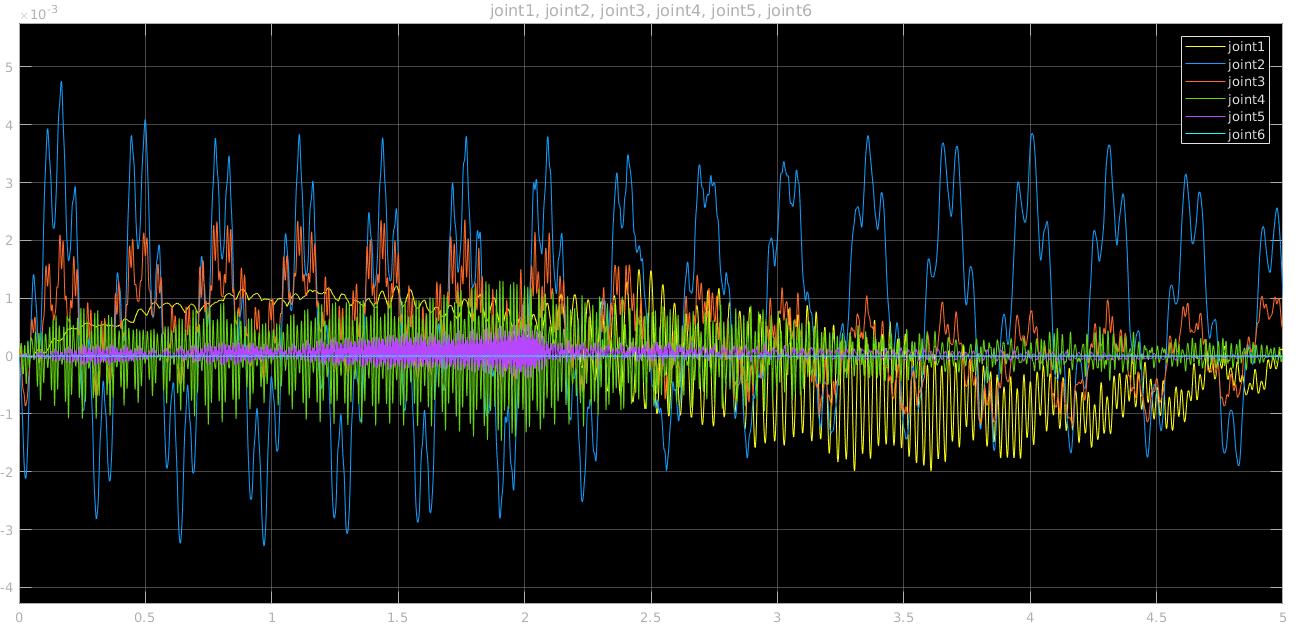 ×10⁻³
joint1, joint2, joint3, joint4, joint5, joint6
joint1
joint2
joint3
joint4
joint5
joint6
5
4
3
2
1
0
-1
-2
-3
-4
0 0.5 1 1.5 2 2.5 3 3.5 4 4.5 5